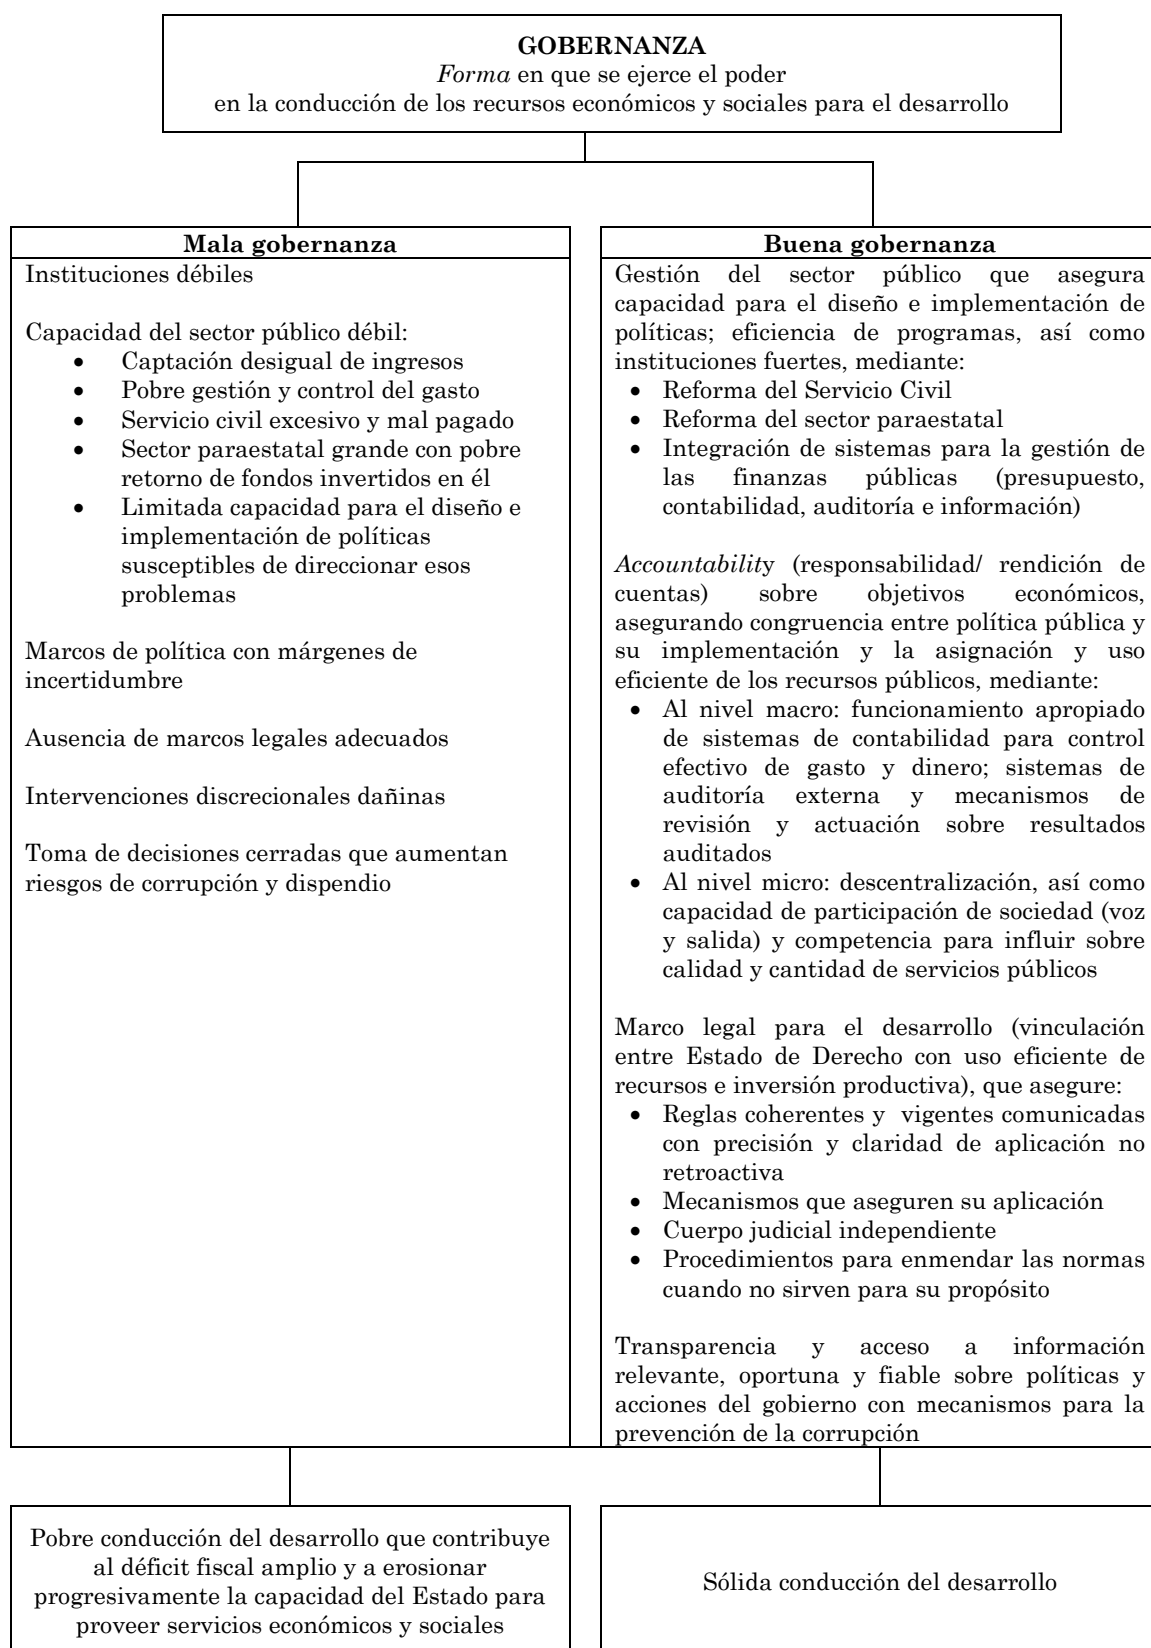 GOBERNANZA
Forma en que se ejerce el poder
en la conducción de los recursos económicos y sociales para el desarrollo
Mala gobernanza
Instituciones débiles
Capacidad del sector público débil:
• Captación desigual de ingresos
• Pobre gestión y control del gasto
• Servicio civil excesivo y mal pagado
• Sector paraestatal grande con pobre
retorno de fondos invertidos en él
• Limitada capacidad para el diseño e
implementación de políticas
susceptibles de direccionar esos
problemas
Marcos de política con márgenes de
incertidumbre
Ausencia de marcos legales adecuados
Intervenciones discrecionales dañinas
Toma de decisiones cerradas que aumentan
riesgos de corrupción y dispendio
Buena gobernanza
Gestión del sector público que asegura
capacidad para el diseño e implementación de
políticas; eficiencia de programas, así como
instituciones fuertes, mediante:
• Reforma del Servicio Civil
• Reforma del sector paraestatal
• Integración de sistemas para la gestión de
las finanzas públicas (presupuesto,
contabilidad, auditoría e información)
Accountability (responsabilidad/ rendición de
cuentas) sobre objetivos económicos,
asegurando congruencia entre política pública y
su implementación y la asignación y uso
eficiente de los recursos públicos, mediante:
• Al nivel macro: funcionamiento apropiado
de sistemas de contabilidad para control
efectivo de gasto y dinero; sistemas de
auditoría externa y mecanismos de
revisión y actuación sobre resultados
auditados
• Al nivel micro: descentralización, así como
capacidad de participación de sociedad (voz
y salida) y competencia para influir sobre
calidad y cantidad de servicios públicos
Marco legal para el desarrollo (vinculación
entre Estado de Derecho con uso eficiente de
recursos e inversión productiva), que asegure:
• Reglas coherentes y vigentes comunicadas
con precisión y claridad de aplicación no
retroactiva
• Mecanismos que aseguren su aplicación
• Cuerpo judicial independiente
• Procedimientos para enmendar las normas
cuando no sirven para su propósito
Transparencia y acceso a información
relevante, oportuna y fiable sobre políticas y
acciones del gobierno con mecanismos para la
prevención de la corrupción
Pobre conducción del desarrollo que contribuye
al déficit fiscal amplio y a erosionar
progresivamente la capacidad del Estado para
proveer servicios económicos y sociales
Sólida conducción del desarrollo